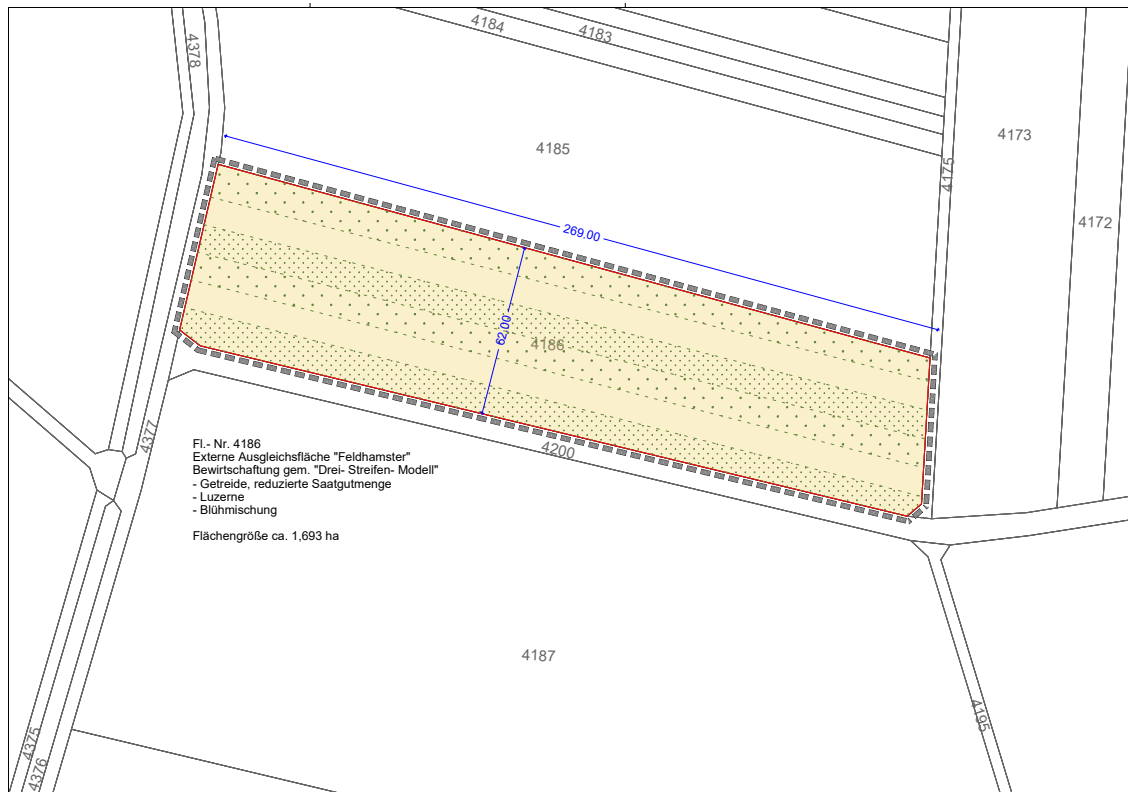 4184
4183
4378
4185
4173
4175
4172
269.00
62.00
4186
4377
4200
Fl.- Nr. 4186
Externe Ausgleichsfläche "Feldhamster"
Bewirtschaftung gem. "Drei- Streifen- Modell"
- Getreide, reduzierte Saatgutmenge
- Luzerne
- Blühmischung
Flächengröße ca. 1,693 ha
4187
4195
4375
4376